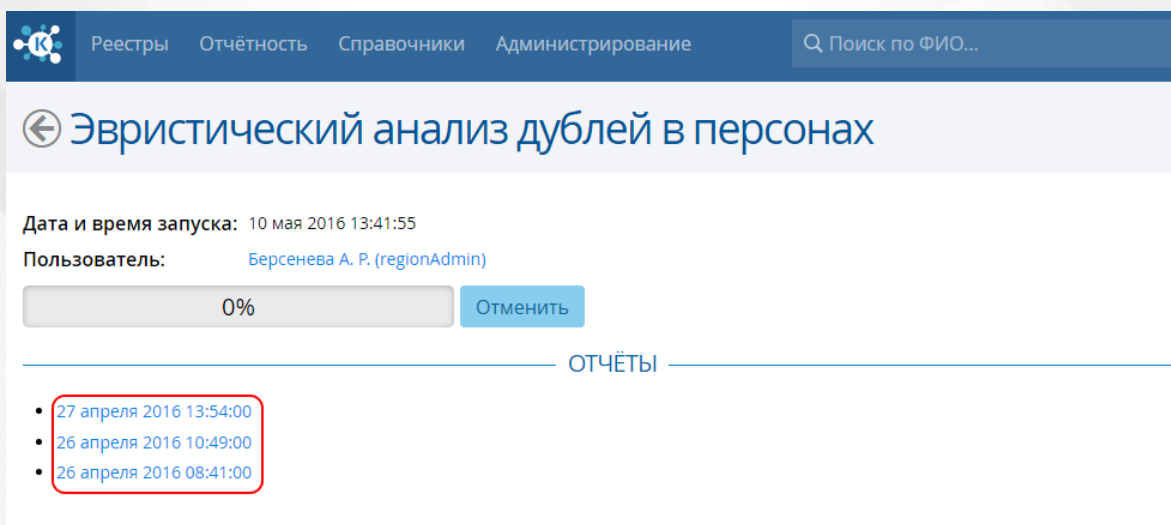 К Реестры Отчётность Справочники Администрирование Поиск по ФИО...
Эвристический анализ дублей в персонах
Дата и время запуска: 10 мая 2016 13:41:55
Пользователь: Берсенева А. Р. (regionAdmin)
0% Отменить
ОТЧЁТЫ
27 апреля 2016 13:54:00
26 апреля 2016 10:49:00
26 апреля 2016 08:41:00